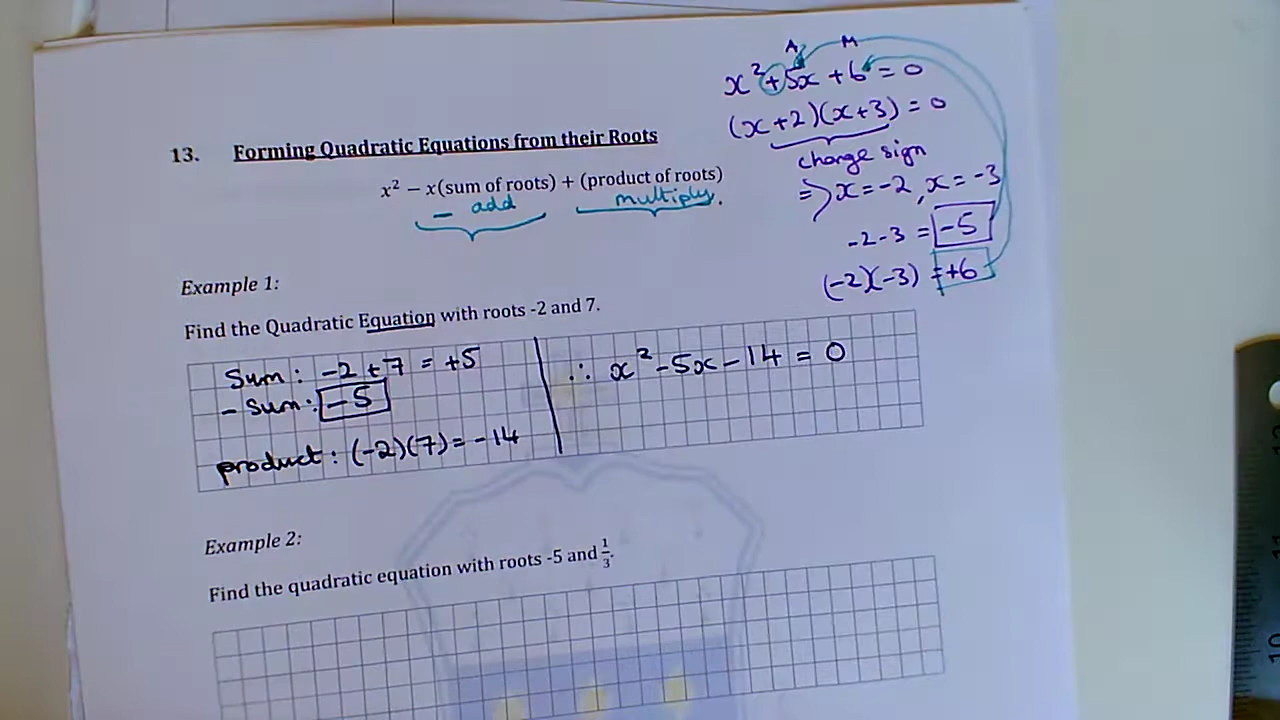 A M
x² + 5x + 6 = 0
(x + 2)(x + 3) = 0
change sign
⇒ x = -2, x = -3
-2 - 3 = -5
(-2)(-3) = +6
13. Forming Quadratic Equations from their Roots
x² − x(sum of roots) + (product of roots)
- add multiply.
Example 1:
Find the Quadratic Equation with roots -2 and 7.
Sum: -2 + 7 = +5
- Sum: -5
product: (-2)(7) = -14
∴ x² - 5x - 14 = 0
Example 2:
Find the quadratic equation with roots -5 and 1/3.
10